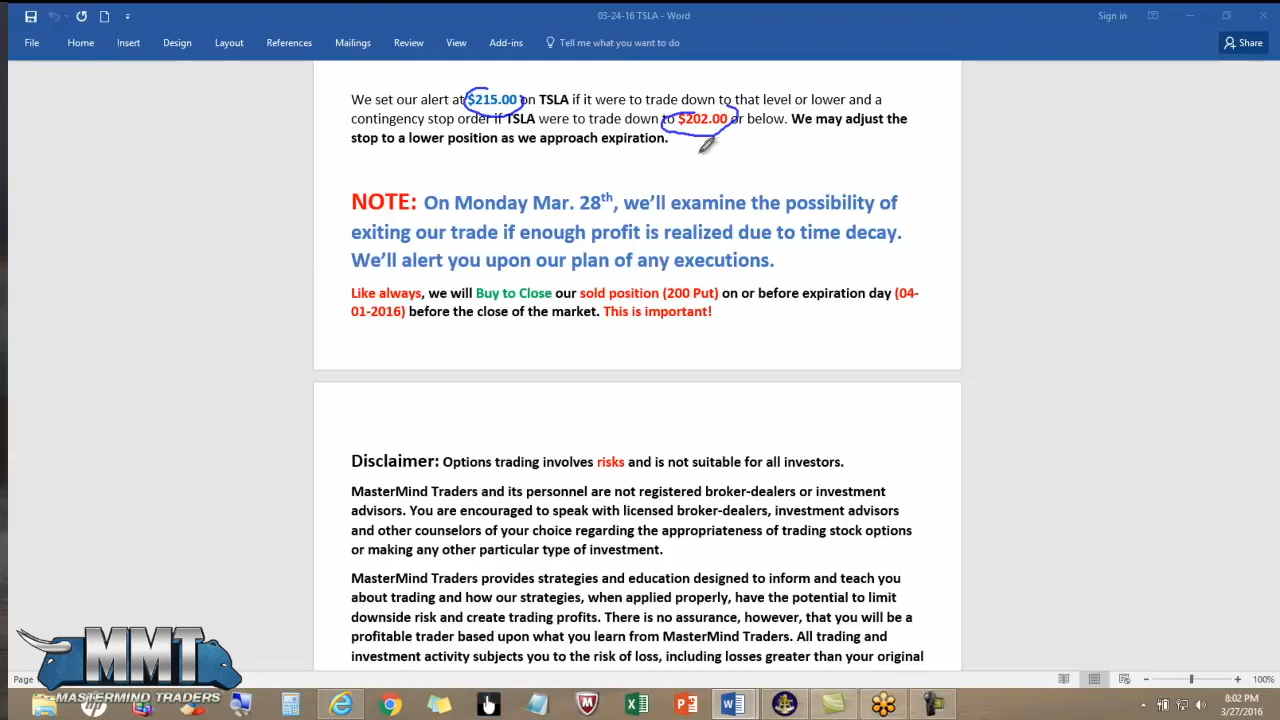 03-24-16 TSLA - Word
Sign in
File Home Insert Design Layout References Mailings Review View Add-ins Tell me what you want to do Share
We set our alert at $215.00 on TSLA if it were to trade down to that level or lower and a
contingency stop order if TSLA were to trade down to $202.00 or below. We may adjust the
stop to a lower position as we approach expiration.
NOTE: On Monday Mar. 28th, we’ll examine the possibility of
exiting our trade if enough profit is realized due to time decay.
We’ll alert you upon our plan of any executions.
Like always, we will Buy to Close our sold position (200 Put) on or before expiration day (04-
01-2016) before the close of the market. This is important!
Disclaimer: Options trading involves risks and is not suitable for all investors.
MasterMind Traders and its personnel are not registered broker-dealers or investment
advisors. You are encouraged to speak with licensed broker-dealers, investment advisors
and other counselors of your choice regarding the appropriateness of trading stock options
or making any other particular type of investment.
MasterMind Traders provides strategies and education designed to inform and teach you
about trading and how our strategies, when applied properly, have the potential to limit
downside risk and create trading profits. There is no assurance, however, that you will be a
profitable trader based upon what you learn from MasterMind Traders. All trading and
investment activity subjects you to the risk of loss, including losses greater than your original
Page
100%
MMT
MASTERMIND TRADERS
8:02 PM
3/27/2016